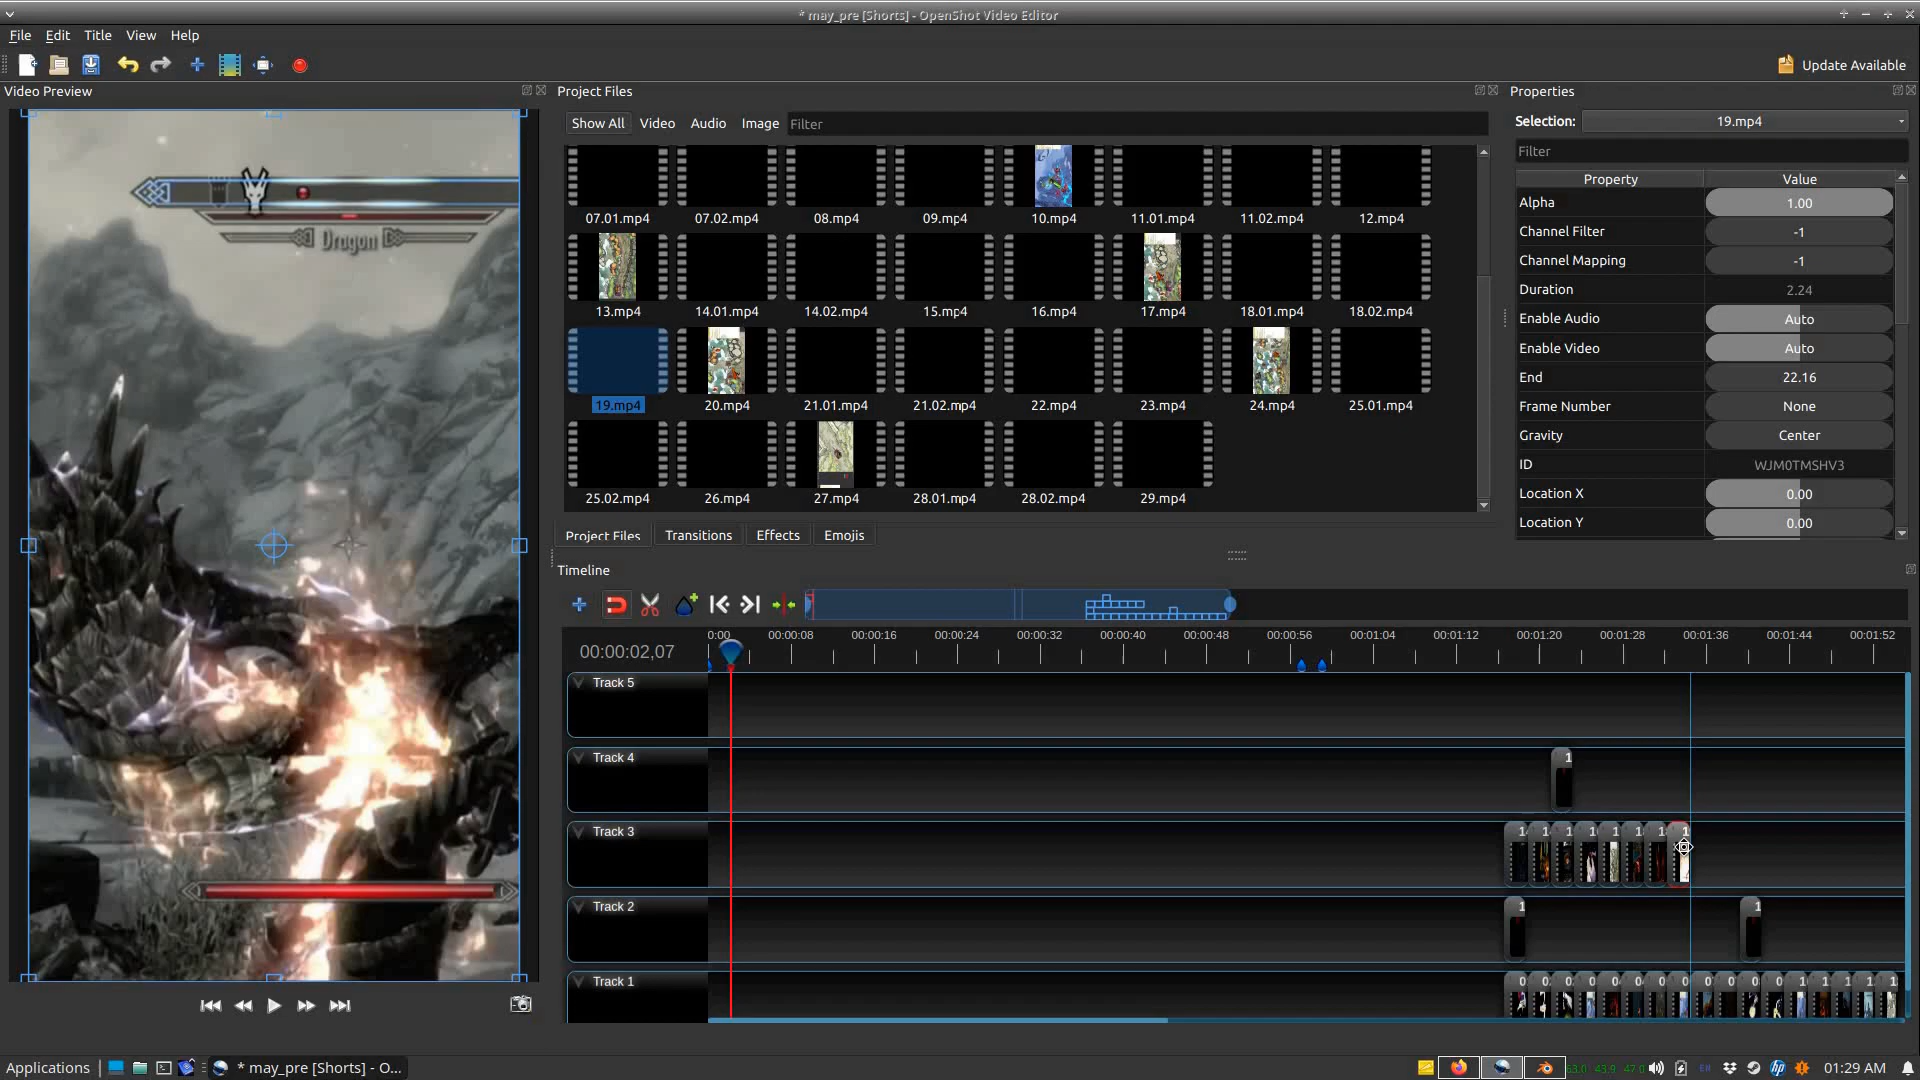 * may_pre [Shorts] - OpenShot Video Editor
File Edit Title View Help
Update Available
Video Preview
Project Files
Properties
Show All Video Audio Image Filter
Selection: 19.mp4
Filter
Property Value
Alpha 1.00
Channel Filter -1
Channel Mapping -1
Duration 2.24
Enable Audio Auto
Enable Video Auto
End 22.16
Frame Number None
Gravity Center
ID WJM0TMSHV3
Location X 0.00
Location Y 0.00
Dragon
07.01.mp4 07.02.mp4 08.mp4 09.mp4 10.mp4 11.01.mp4 11.02.mp4 12.mp4
13.mp4 14.01.mp4 14.02.mp4 15.mp4 16.mp4 17.mp4 18.01.mp4 18.02.mp4
19.mp4 20.mp4 21.01.mp4 21.02.mp4 22.mp4 23.mp4 24.mp4 25.01.mp4
25.02.mp4 26.mp4 27.mp4 28.01.mp4 28.02.mp4 29.mp4
Project Files Transitions Effects Emojis
Timeline
00:00:02,07
0:00 00:00:08 00:00:16 00:00:24 00:00:32 00:00:40 00:00:48 00:00:56 00:01:04 00:01:12 00:01:20 00:01:28 00:01:36 00:01:44 00:01:52
Track 5
Track 4
1
Track 3
Track 2
1 1
Track 1
Applications * may_pre [Shorts] - O... 63.0 43.9 47.0 EN 01:29 AM